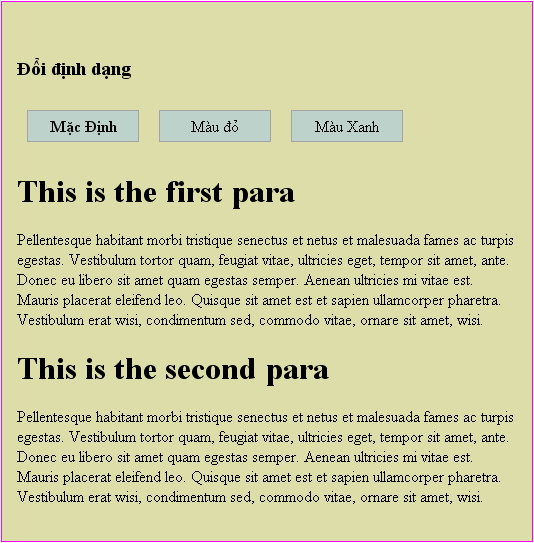 Đổi định dạng
Mặc Định Màu đỏ Màu Xanh
This is the first para
Pellentesque habitant morbi tristique senectus et netus et malesuada fames ac turpis
egestas. Vestibulum tortor quam, feugiat vitae, ultricies eget, tempor sit amet, ante.
Donec eu libero sit amet quam egestas semper. Aenean ultricies mi vitae est.
Mauris placerat eleifend leo. Quisque sit amet est et sapien ullamcorper pharetra.
Vestibulum erat wisi, condimentum sed, commodo vitae, ornare sit amet, wisi.
This is the second para
Pellentesque habitant morbi tristique senectus et netus et malesuada fames ac turpis
egestas. Vestibulum tortor quam, feugiat vitae, ultricies eget, tempor sit amet, ante.
Donec eu libero sit amet quam egestas semper. Aenean ultricies mi vitae est.
Mauris placerat eleifend leo. Quisque sit amet est et sapien ullamcorper pharetra.
Vestibulum erat wisi, condimentum sed, commodo vitae, ornare sit amet, wisi.